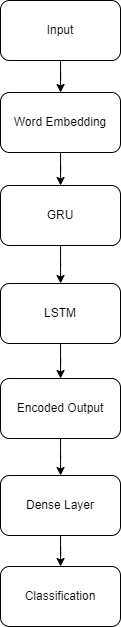 Input
Word Embedding
GRU
LSTM
Encoded Output
Dense Layer
Classification